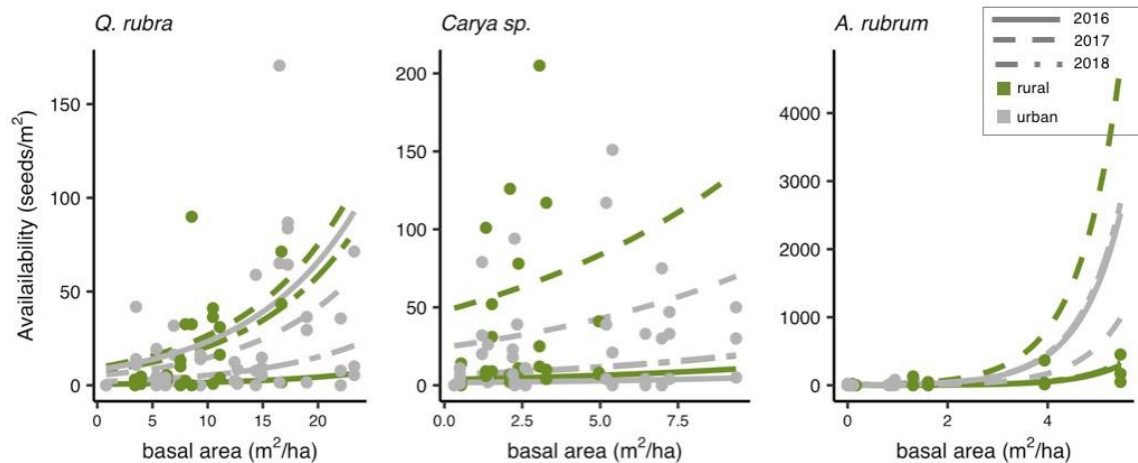 Q. rubra
Carya sp.
A. rubrum
2016
2017
2018
rural
urban
Availailability (seeds/m²)
150
100
50
0
0 5 10 15 20
basal area (m²/ha)
200
150
100
50
0
0.0 2.5 5.0 7.5
basal area (m²/ha)
4000
3000
2000
1000
0
0 2 4
basal area (m²/ha)